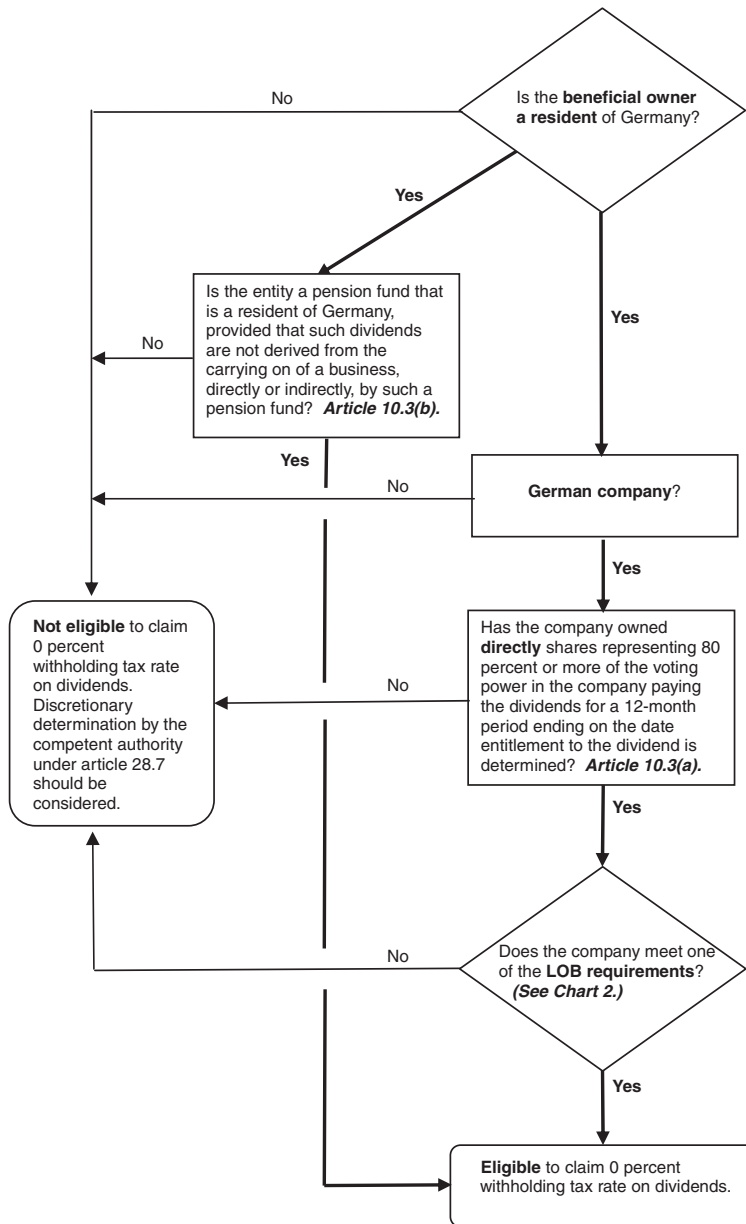 No
Is the beneficial owner
a resident of Germany?
Yes
Is the entity a pension fund that
is a resident of Germany,
provided that such dividends
are not derived from the
carrying on of a business,
directly or indirectly, by such a
pension fund? Article 10.3(b).
Yes
No
Yes
German company?
No
Yes
Not eligible to claim
0 percent
withholding tax rate
on dividends.
Discretionary
determination by the
competent authority
under article 28.7
should be
considered.
Has the company owned
directly shares representing 80
percent or more of the voting
power in the company paying
the dividends for a 12-month
period ending on the date
entitlement to the dividend is
determined? Article 10.3(a).
No
Yes
Does the company meet one
of the LOB requirements?
(See Chart 2.)
No
Yes
Eligible to claim 0 percent
withholding tax rate on dividends.